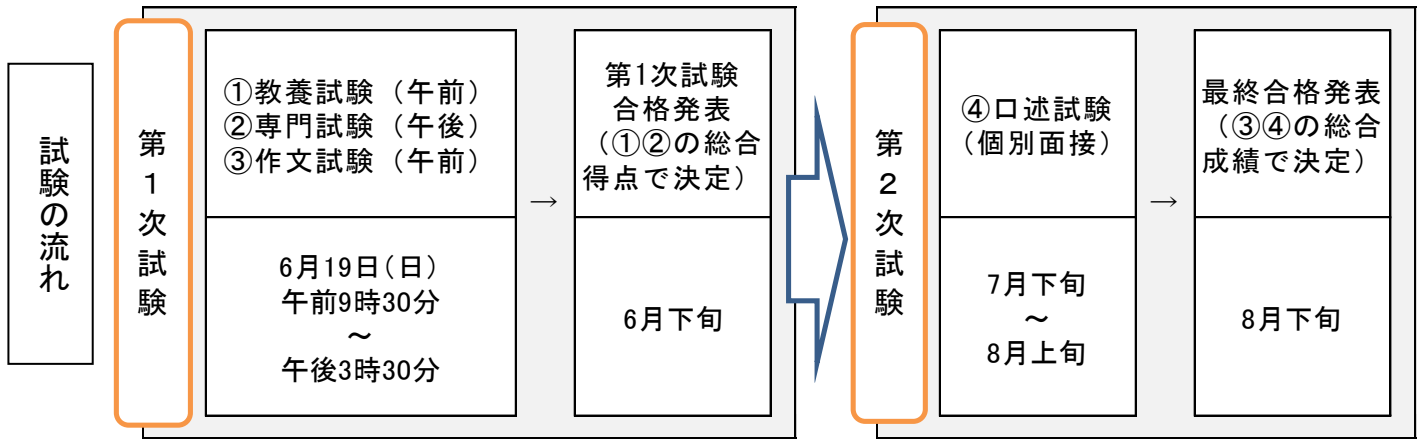 試験の流れ
第1次試験
①教養試験（午前）
②専門試験（午後）
③作文試験（午前）
6月19日(日)
午前9時30分
～
午後3時30分
→
第1次試験
合格発表
（①②の総合
得点で決定）
6月下旬
第2次試験
④口述試験
（個別面接）
7月下旬
～
8月上旬
→
最終合格発表
（③④の総合
成績で決定）
8月下旬